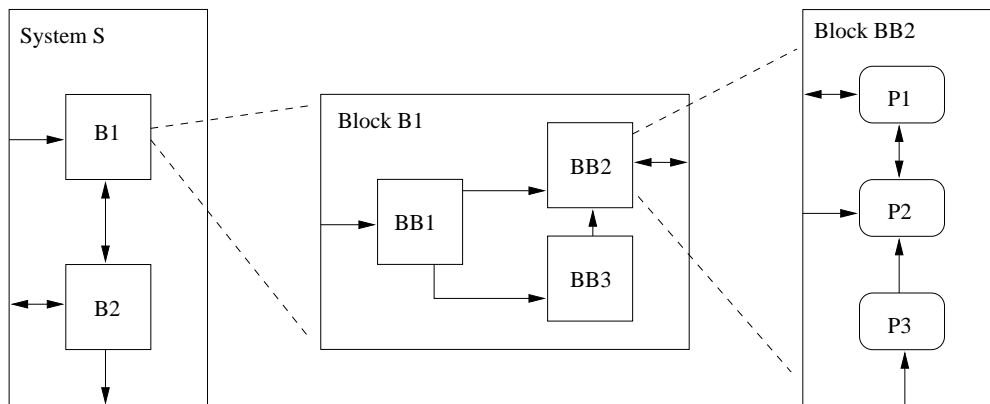 System S
B1
B2
Block B1
BB1
BB2
BB3
Block BB2
P1
P2
P3